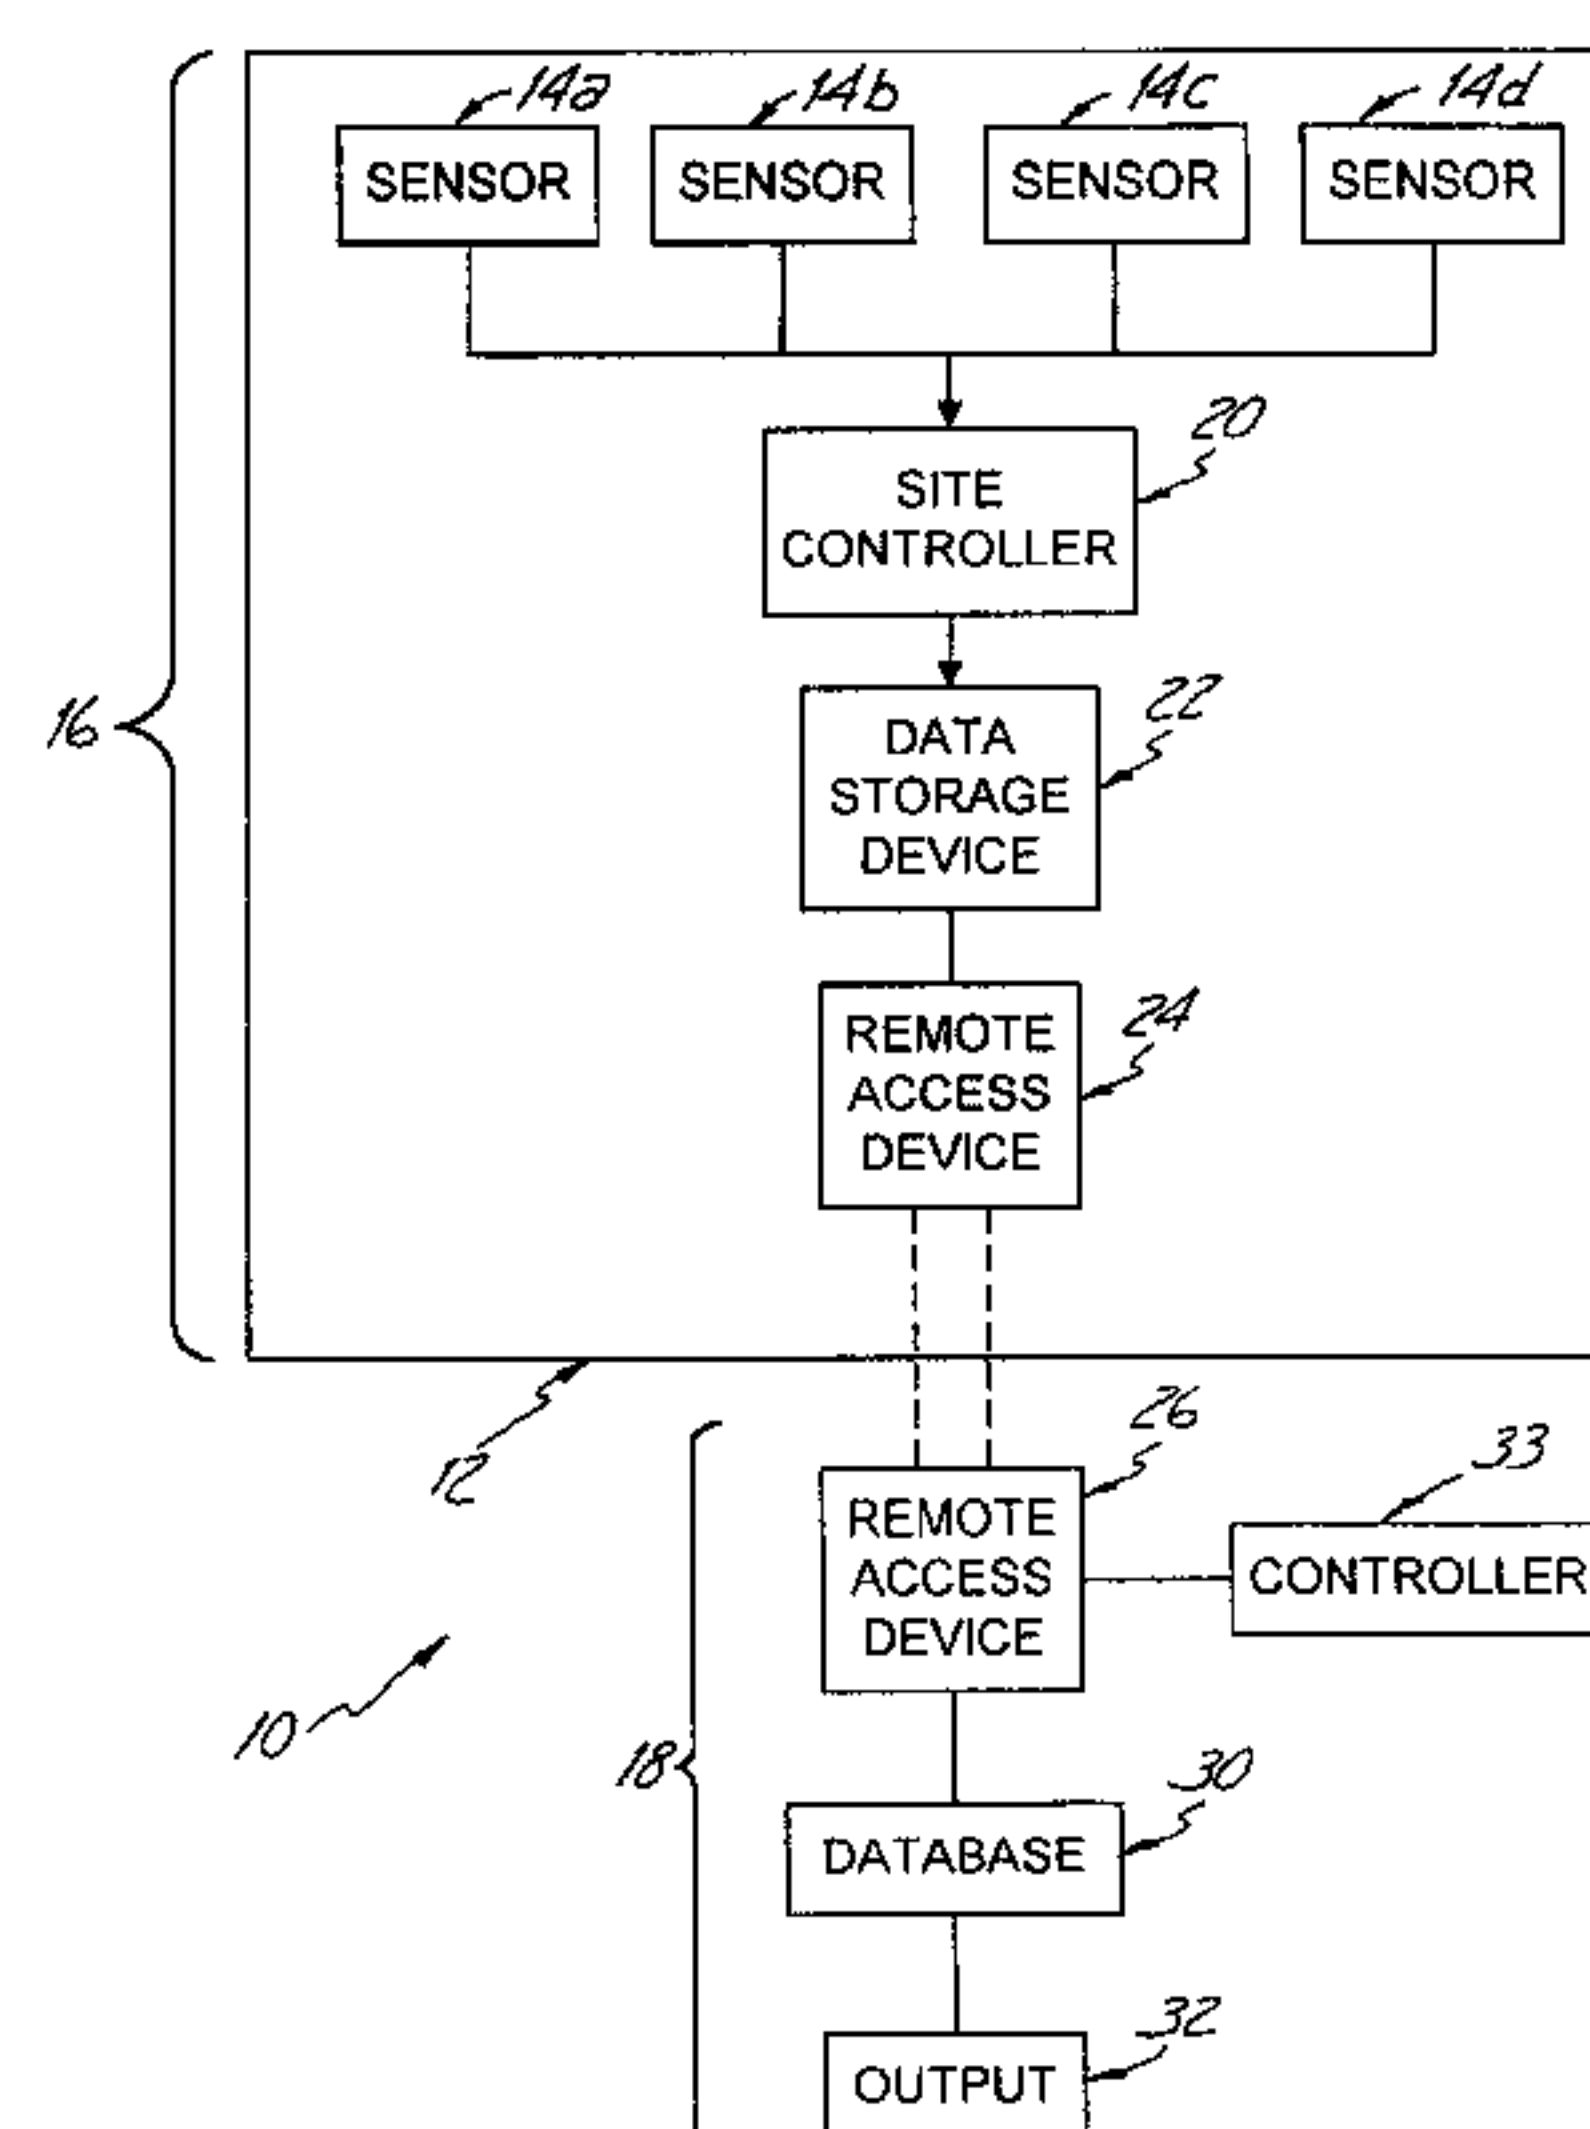 14a 14b 14c 14d
SENSOR SENSOR SENSOR SENSOR
20
SITE
CONTROLLER
16
22
DATA
STORAGE
DEVICE
24
REMOTE
ACCESS
DEVICE
12
26
33
REMOTE
ACCESS
DEVICE
CONTROLLER
10
18
30
DATABASE
32
OUTPUT